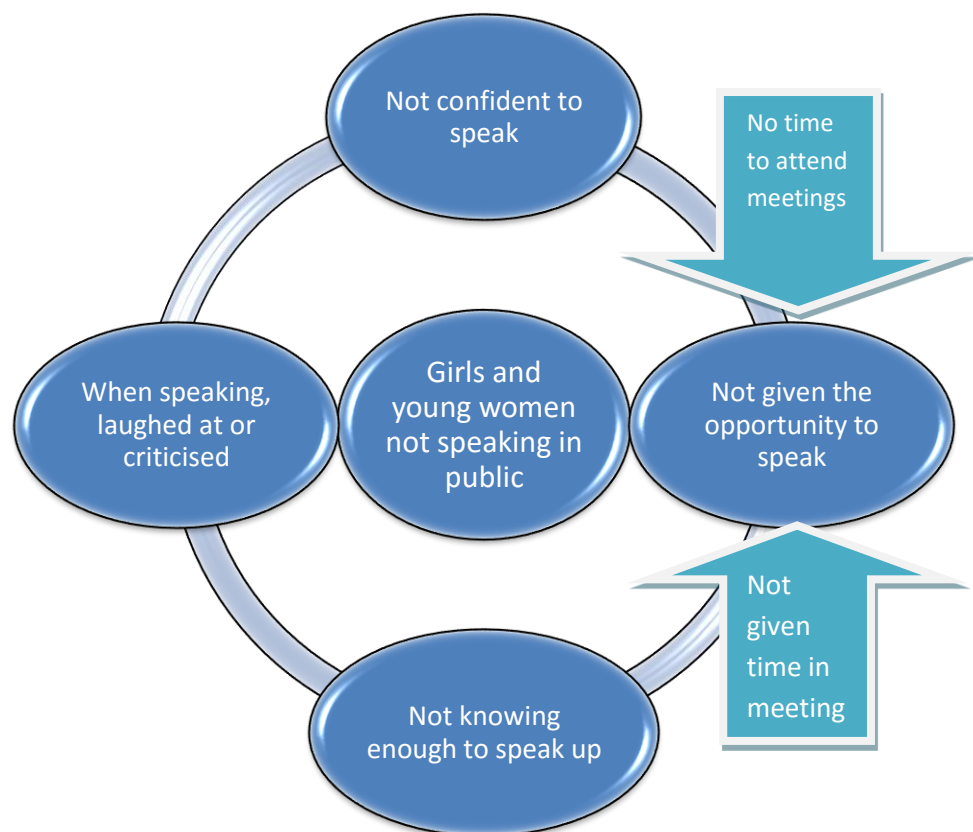 Not confident to
speak
No time
to attend
meetings
When speaking,
laughed at or
criticised
Girls and
young women
not speaking in
public
Not given the
opportunity to
speak
Not
given
time in
meeting
Not knowing
enough to speak up